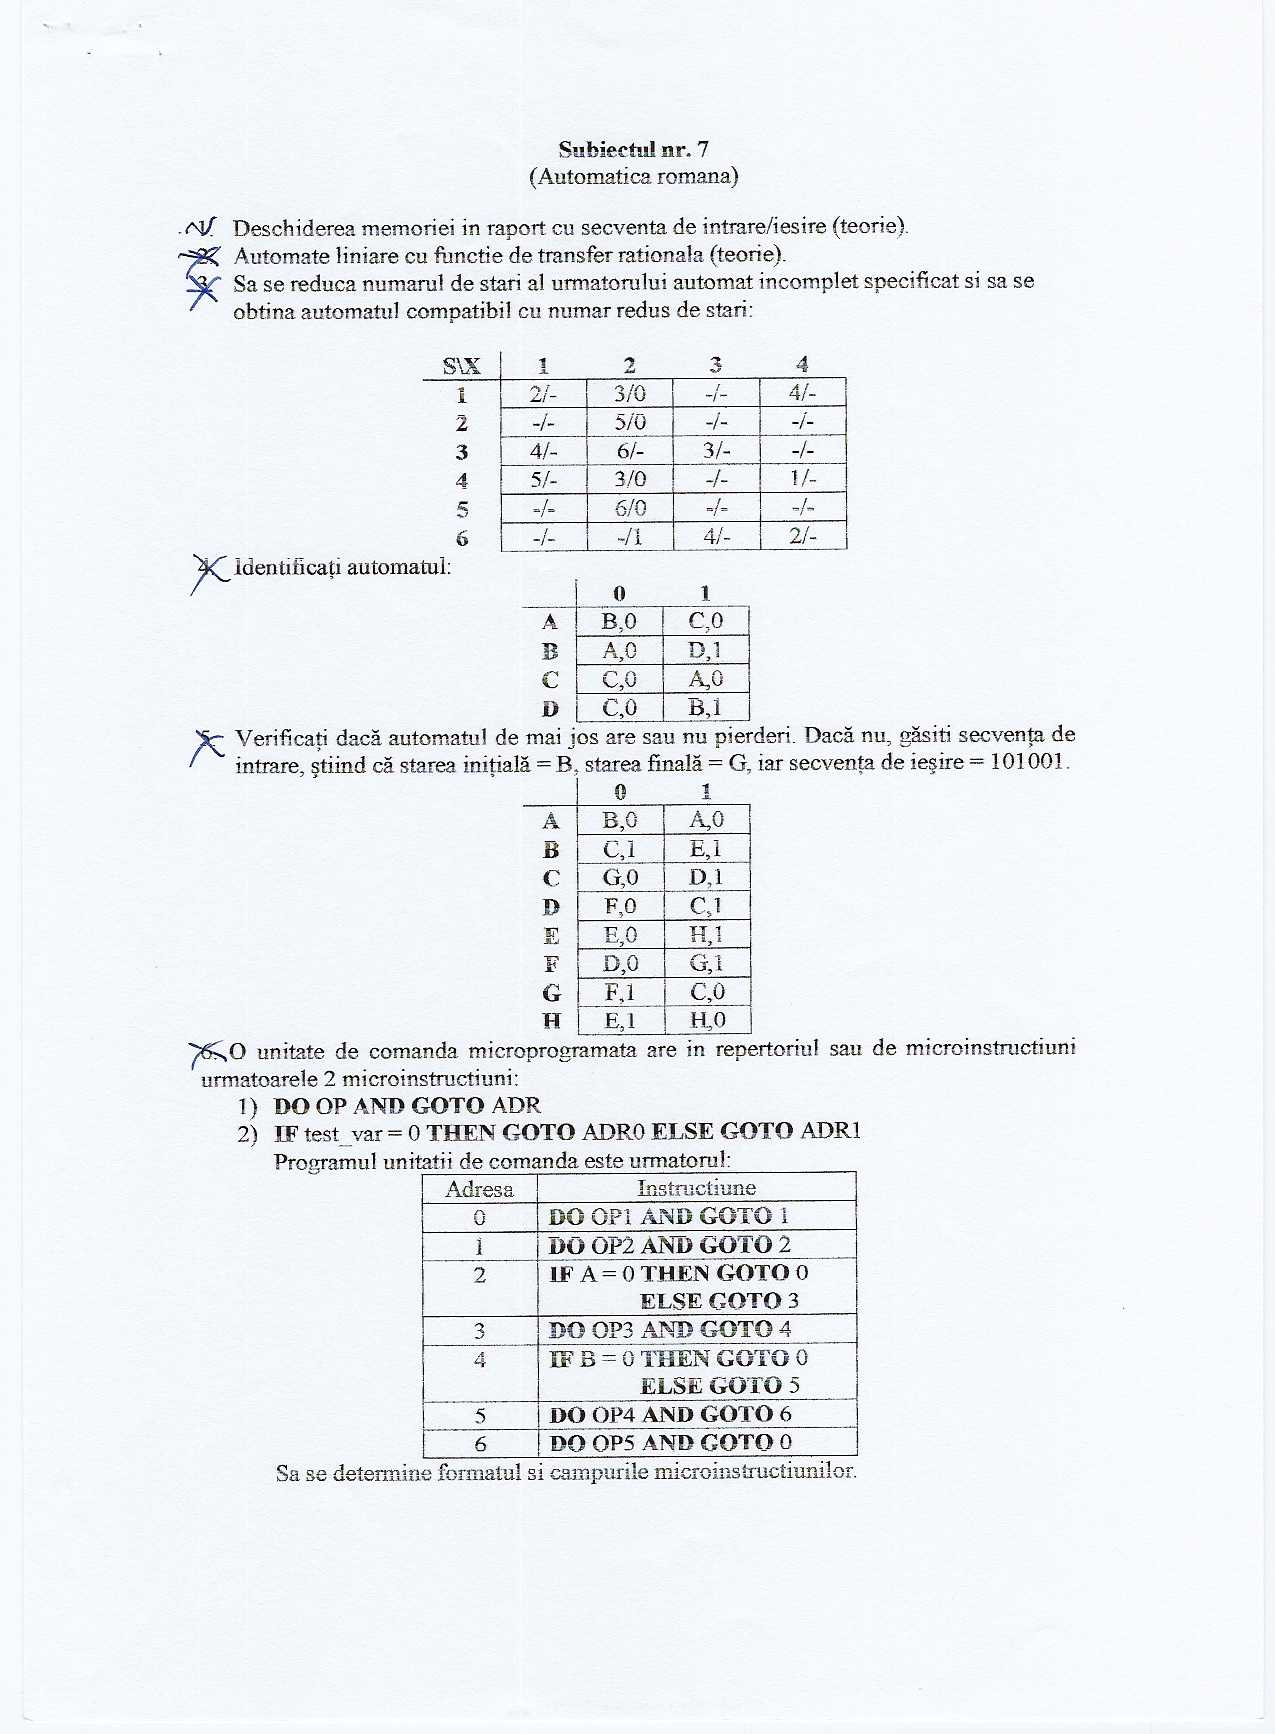 Subiectul nr. 7
(Automatica romana)
1. Deschiderea memoriei in raport cu secventa de intrare/iesire (teorie).
2. Automate liniare cu functie de transfer rationala (teorie).
3. Sa se reduca numarul de stari al urmatorului automat incomplet specificat si sa se
obtina automatul compatibil cu numar redus de stari:
S\X 1 2 3 4
1 2/- 3/0 -/- 4/-
2 -/- 5/0 -/- -/-
3 4/- 6/- 3/- -/-
4 5/- 3/0 -/- 1/-
5 -/- 6/0 -/- -/-
6 -/- -/1 4/- 2/-
4. Identificaţi automatul:
0 1
A B,0 C,0
B A,0 D,1
C C,0 A,0
D C,0 B,1
5. Verificaţi dacă automatul de mai jos are sau nu pierderi. Dacă nu, găsiti secvenţa de
intrare, ştiind că starea iniţială = B, starea finală = G, iar secvenţa de ieşire = 101001.
0 1
A B,0 A,0
B C,1 E,1
C G,0 D,1
D F,0 C,1
E E,0 H,1
F D,0 G,1
G F,1 C,0
H E,1 H,0
6. O unitate de comanda microprogramata are in repertoriul sau de microinstructiuni
urmatoarele 2 microinstructiuni:
1) DO OP AND GOTO ADR
2) IF test_var = 0 THEN GOTO ADR0 ELSE GOTO ADR1
Programul unitatii de comanda este urmatorul:
Adresa Instructiune
0 DO OP1 AND GOTO 1
1 DO OP2 AND GOTO 2
2 IF A = 0 THEN GOTO 0
ELSE GOTO 3
3 DO OP3 AND GOTO 4
4 IF B = 0 THEN GOTO 0
ELSE GOTO 5
5 DO OP4 AND GOTO 6
6 DO OP5 AND GOTO 0
Sa se determine formatul si campurile microinstructiunilor.